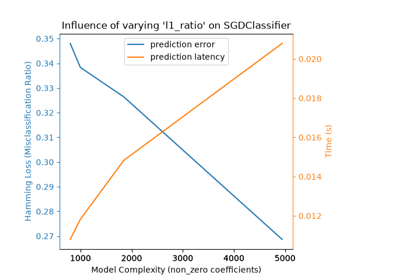 Influence of varying 'l1_ratio' on SGDClassifier
prediction error
prediction latency
0.35
0.34
0.33
0.32
0.31
0.30
0.29
0.28
0.27
Hamming Loss (Misclassification Ratio)
0.020
0.018
0.016
0.014
0.012
Time (s)
1000 2000 3000 4000 5000
Model Complexity (non_zero coefficients)